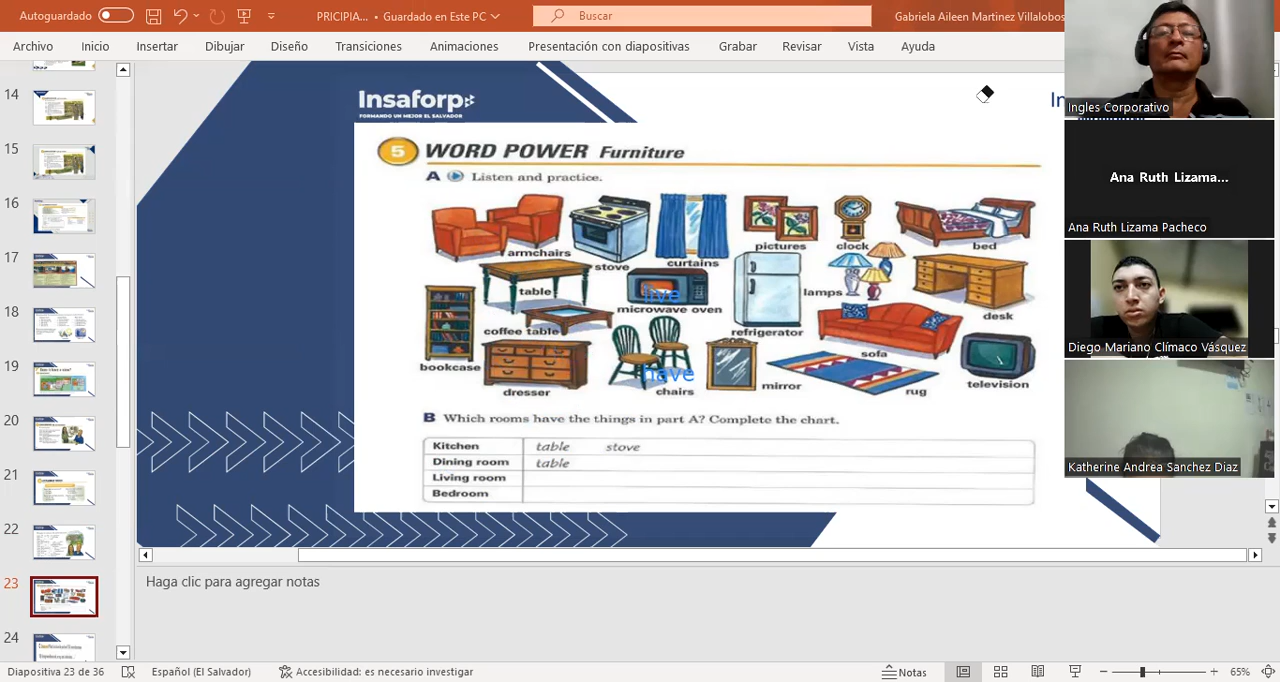 Autoguardado PRICIPIA... • Guardado en Este PC Buscar Gabriela Aileen Martinez Villalobos
Archivo Inicio Insertar Dibujar Diseño Transiciones Animaciones Presentación con diapositivas Grabar Revisar Vista Ayuda
Ingles Corporativo
Ana Ruth Lizama...
Ana Ruth Lizama Pacheco
Diego Mariano Clímaco Vásquez
Katherine Andrea Sanchez Diaz
14
15
16
17
18
19
20
21
22
23
24
Insaforp
FORMANDO UN MEJOR EL SALVADOR
In
5 WORD POWER Furniture
A Listen and practice.
armchairs
stove
curtains
pictures
clock
bed
table
live
microwave oven
lamps
desk
coffee table
refrigerator
sofa
bookcase
dresser
have
chairs
mirror
rug
television
B Which rooms have the things in part A? Complete the chart.
Kitchen table stove
Dining room table
Living room
Bedroom
Haga clic para agregar notas
Diapositiva 23 de 36 Español (El Salvador) Accesibilidad: es necesario investigar Notas 65%